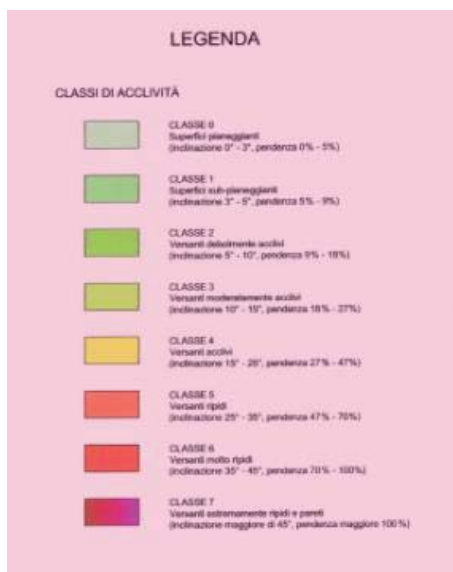 LEGENDA
CLASSI DI ACCLIVITÀ
CLASSE 0
Superfici pianeggianti
(inclinazione 0° - 3°, pendenza 0% - 5%)
CLASSE 1
Superfici sub-pianeggianti
(inclinazione 3° - 5°, pendenza 5% - 9%)
CLASSE 2
Versanti debolmente acclivi
(inclinazione 5° - 10°, pendenza 9% - 18%)
CLASSE 3
Versanti moderatemente acclivi
(inclinazione 10° - 15°, pendenza 18% - 27%)
CLASSE 4
Versanti acclivi
(inclinazione 15° - 25°, pendenza 27% - 47%)
CLASSE 5
Versanti ripidi
(inclinazione 25° - 35°, pendenza 47% - 70%)
CLASSE 6
Versanti molto ripidi
(inclinazione 35° - 45°, pendenza 70% - 100%)
CLASSE 7
Versanti estremamente ripidi e pareti
(inclinazione maggiore di 45°, pendenza maggiore 100%)